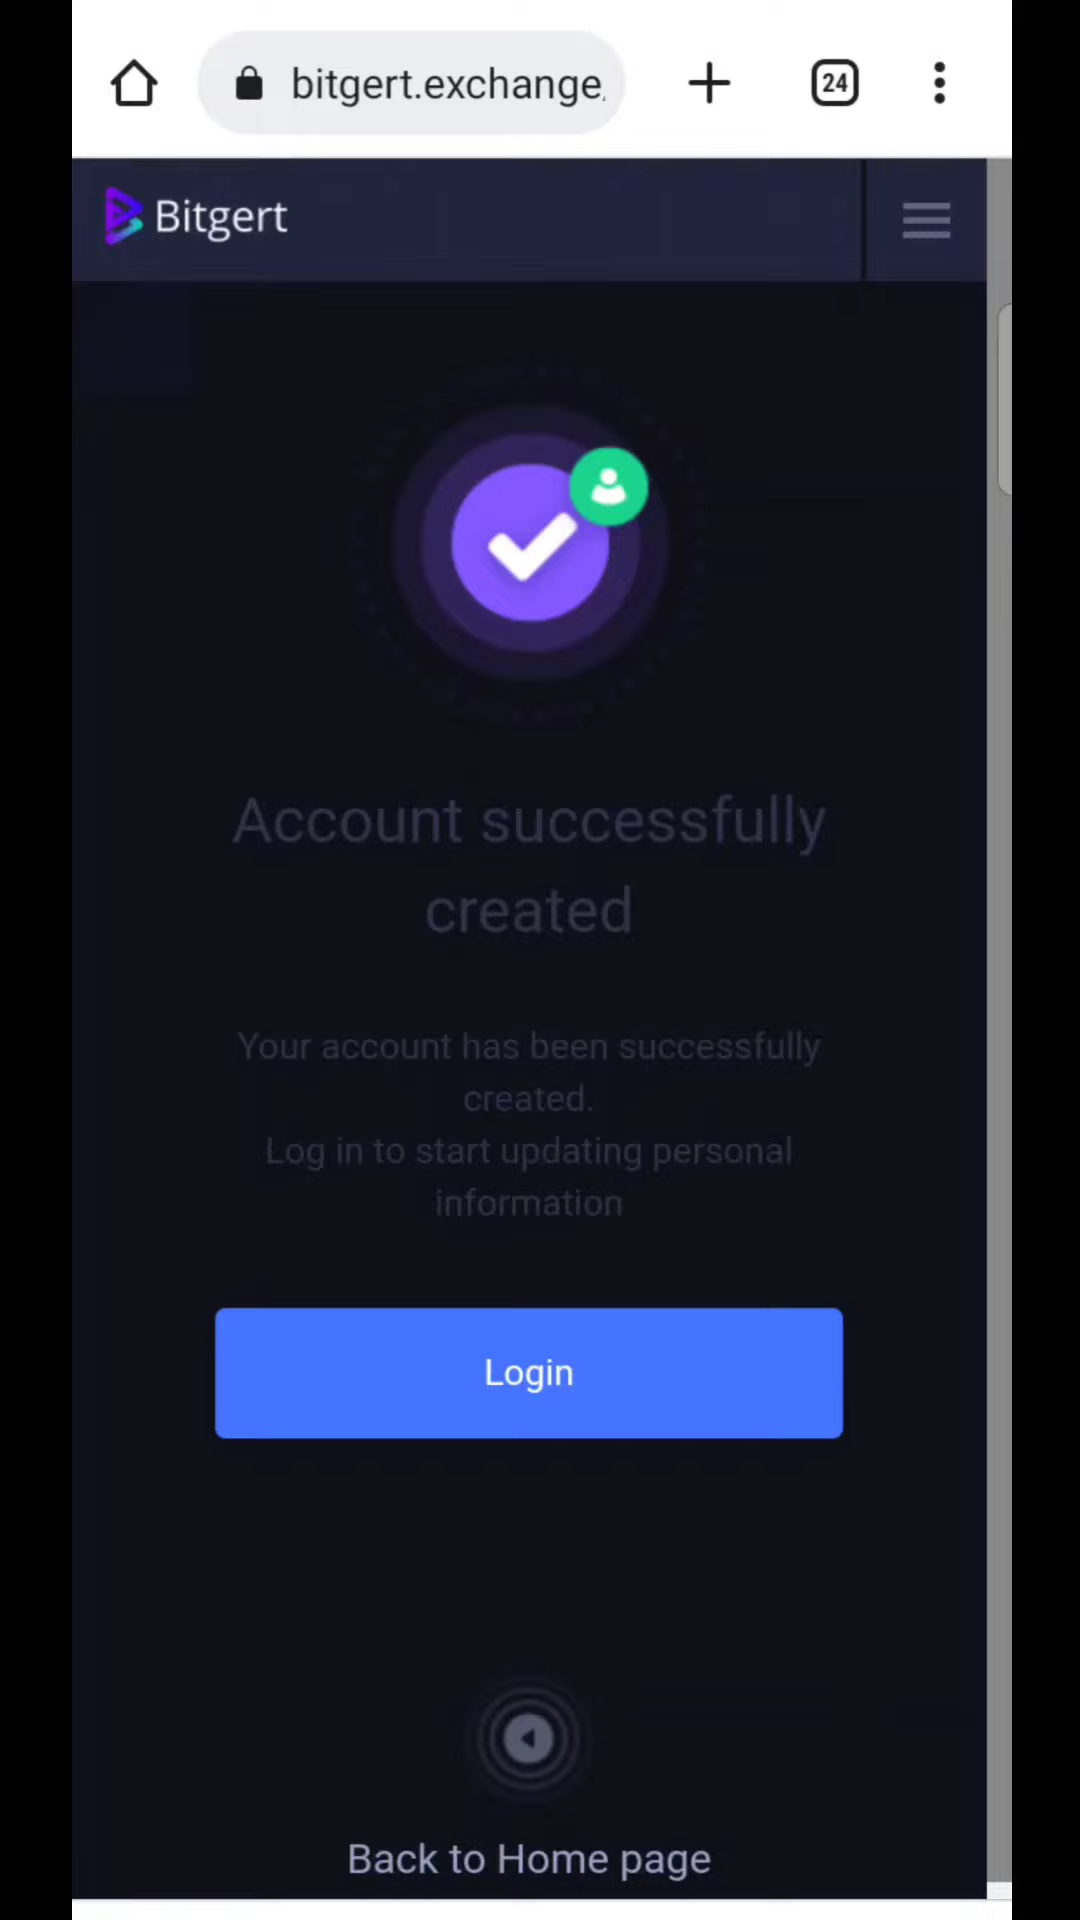 bitgert.exchange
24
Bitgert
Account successfully
created
Your account has been successfully
created.
Log in to start updating personal
information
Login
Back to Home page